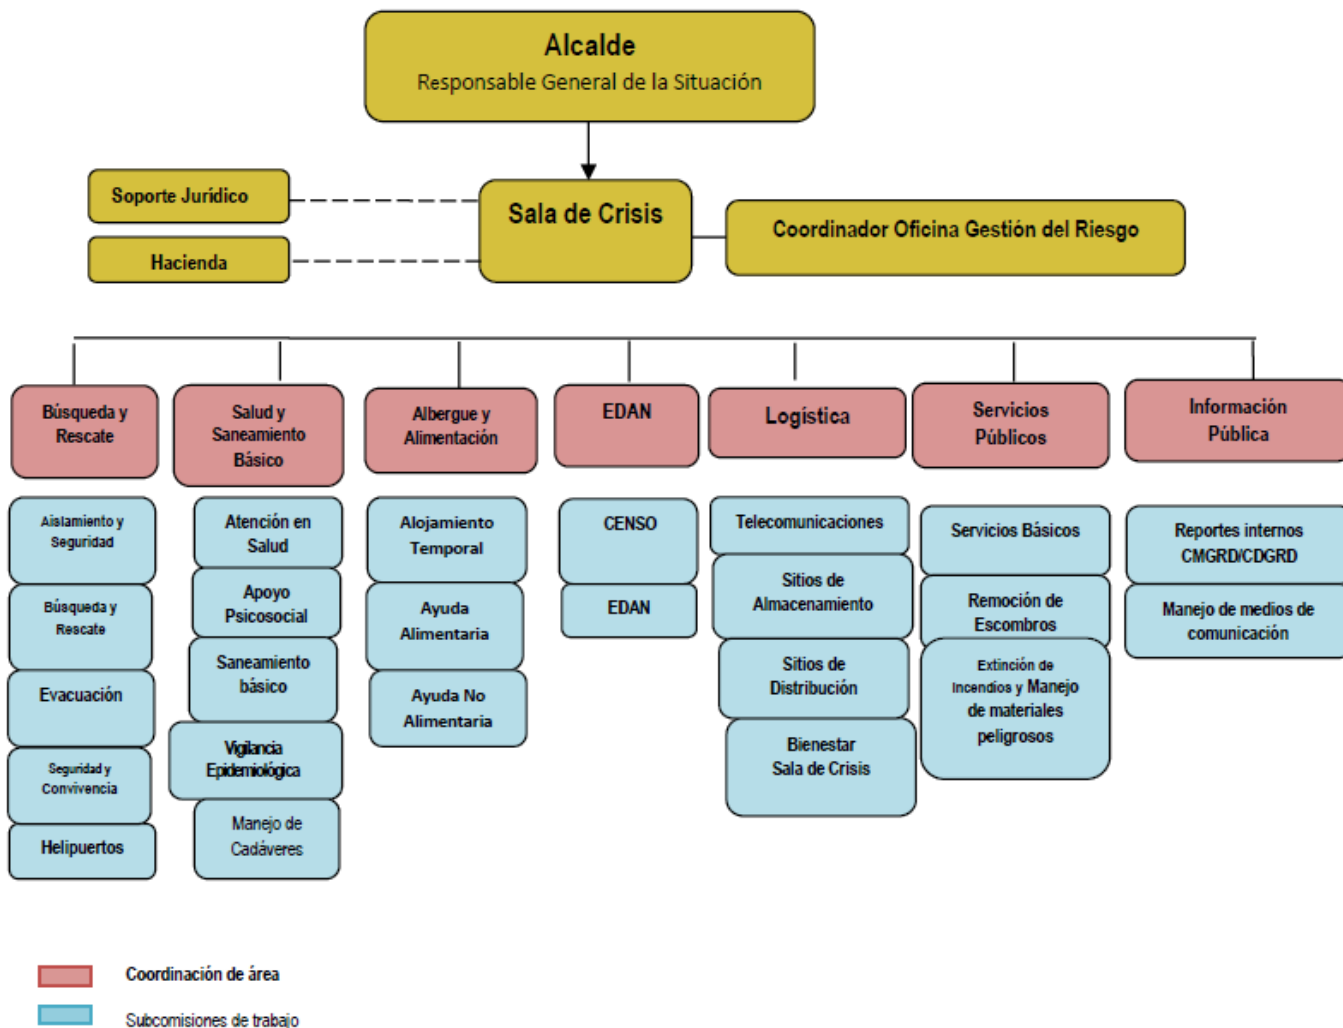 Alcalde
Responsable General de la Situación
Soporte Jurídico
Hacienda
Sala de Crisis
Coordinador Oficina Gestión del Riesgo
Búsqueda y
Rescate
Salud y
Saneamiento
Básico
Albergue y
Alimentación
EDAN
Logística
Servicios
Públicos
Información
Pública
Aislamiento y
Seguridad
Búsqueda y
Rescate
Evacuación
Seguridad y
Convivencia
Helipuertos
Atención en
Salud
Apoyo
Psicosocial
Saneamiento
básico
Vigilancia
Epidemiológica
Manejo de
Cadáveres
Alojamiento
Temporal
Ayuda
Alimentaria
Ayuda No
Alimentaria
CENSO
EDAN
Telecomunicaciones
Sitios de
Almacenamiento
Sitios de
Distribución
Bienestar
Sala de Crisis
Servicios Básicos
Remoción de
Escombros
Extinción de
Incendios y Manejo
de materiales
peligrosos
Reportes internos
CMGRD/CDGRD
Manejo de medios de
comunicación
Coordinación de área
Subcomisiones de trabajo